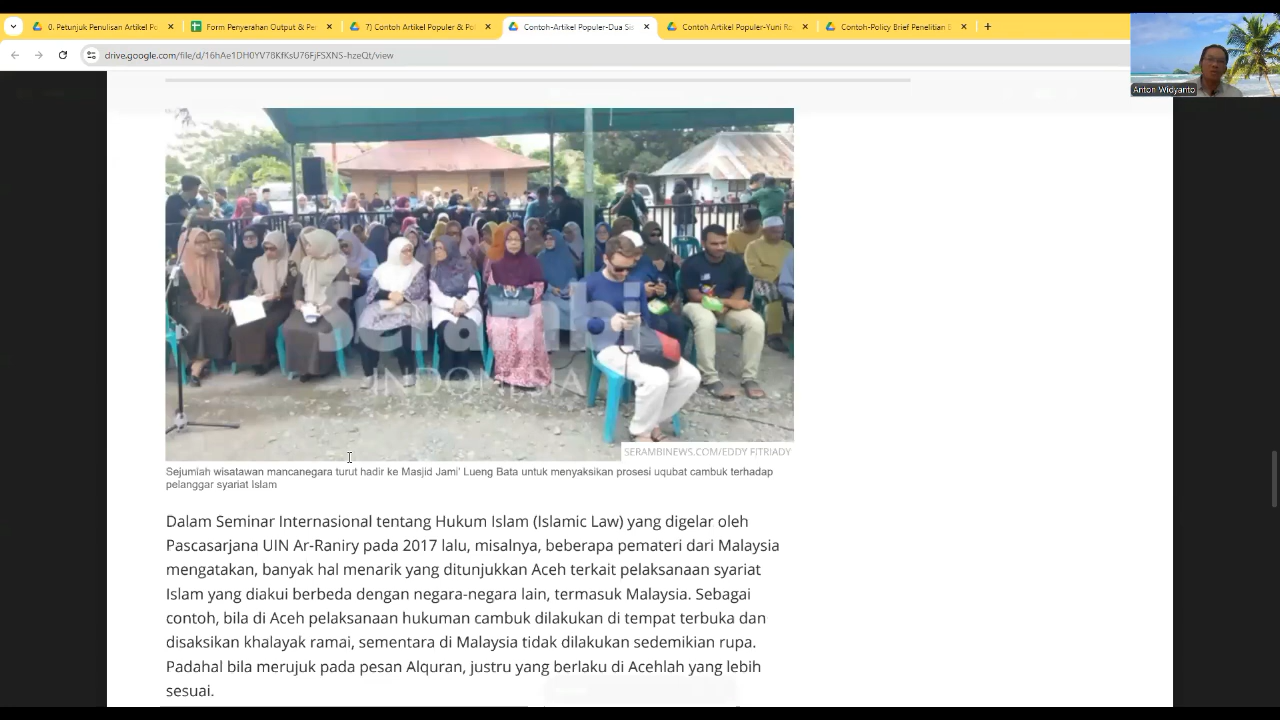 0. Petunjuk Penulisan Artikel Po
Form Penyerahan Output & Pe
7) Contoh Artikel Populer & Po
Contoh-Artikel Populer-Dua Si
Contoh Artikel Populer-Yuni Ro
Contoh-Policy Brief Penelitian
drive.google.com/file/d/16hAe1DH0YV78KfKsU76FjFSXNS-hzeQt/view
Anton Widyanto
Serambi
INDONESIA
SERAMBINEWS.COM/EDDY FITRIADY
Sejumlah wisatawan mancanegara turut hadir ke Masjid Jami' Lueng Bata untuk menyaksikan prosesi uqubat cambuk terhadap
pelanggar syariat Islam
Dalam Seminar Internasional tentang Hukum Islam (Islamic Law) yang digelar oleh
Pascasarjana UIN Ar-Raniry pada 2017 lalu, misalnya, beberapa pemateri dari Malaysia
mengatakan, banyak hal menarik yang ditunjukkan Aceh terkait pelaksanaan syariat
Islam yang diakui berbeda dengan negara-negara lain, termasuk Malaysia. Sebagai
contoh, bila di Aceh pelaksanaan hukuman cambuk dilakukan di tempat terbuka dan
disaksikan khalayak ramai, sementara di Malaysia tidak dilakukan sedemikian rupa.
Padahal bila merujuk pada pesan Alquran, justru yang berlaku di Acehlah yang lebih
sesuai.